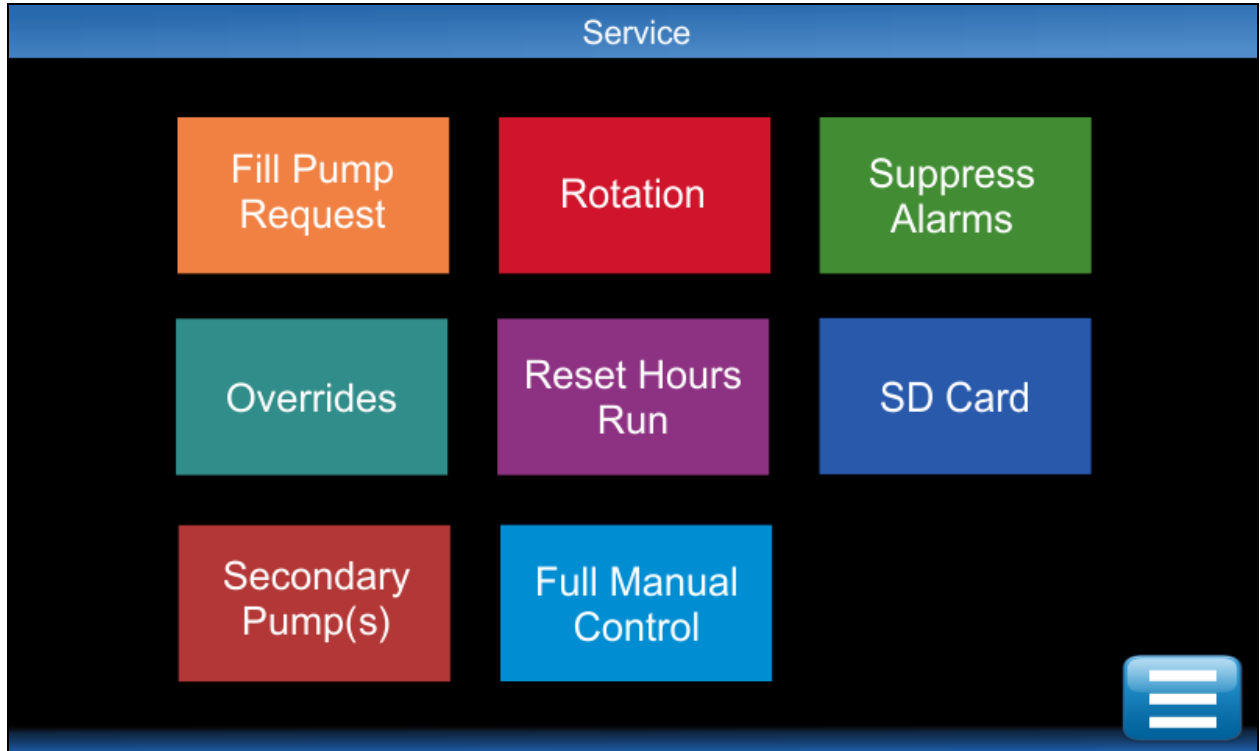 Service
Fill Pump
Request
Rotation
Suppress
Alarms
Overrides
Reset Hours
Run
SD Card
Secondary
Pump(s)
Full Manual
Control